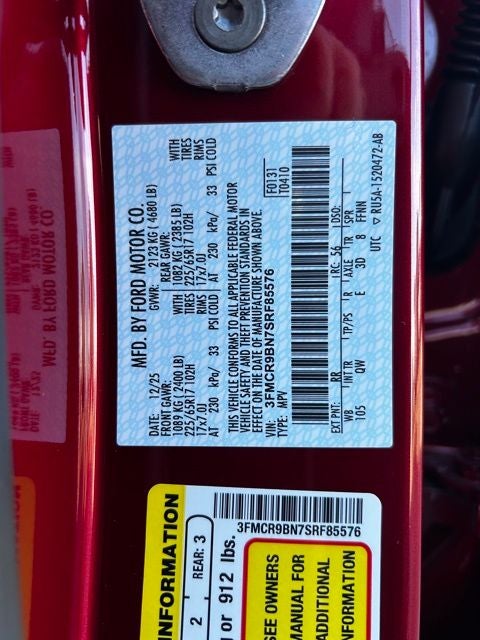 MFD. BY FORD MOTOR CO.
DATE: 12/25 GVWR: 2123 KG ( 4680 LB)
FRONT GAWR: REAR GAWR:
1089 KG ( 2400 LB) 1082 KG ( 2385 LB) WITH
225/65R17 102H 225/65R17 102H TIRES
17x7.0J 17x7.0J RIMS
AT 230 kPa/ 33 PSI COLD AT 230 kPa/ 33 PSI COLD
THIS VEHICLE CONFORMS TO ALL APPLICABLE FEDERAL MOTOR
VEHICLE SAFETY AND THEFT PREVENTION STANDARDS IN
EFFECT ON THE DATE OF MANUFACTURE SHOWN ABOVE.
VIN: 3FMCR9BN7SRF85576
TYPE: MPV
F0131
T0410
EXT PNT: RR RC: 56 DSO:
WB INT TR TP/PS R AXLE TR SPR
105 QW E 3D 8 FFNN
UTC ▽ RU5A-1520472-AB
INFORMATION
2 REAR: 3
or 912 lbs.
3FMCR9BN7SRF85576
SEE OWNERS
MANUAL FOR
ADDITIONAL
INFORMATION